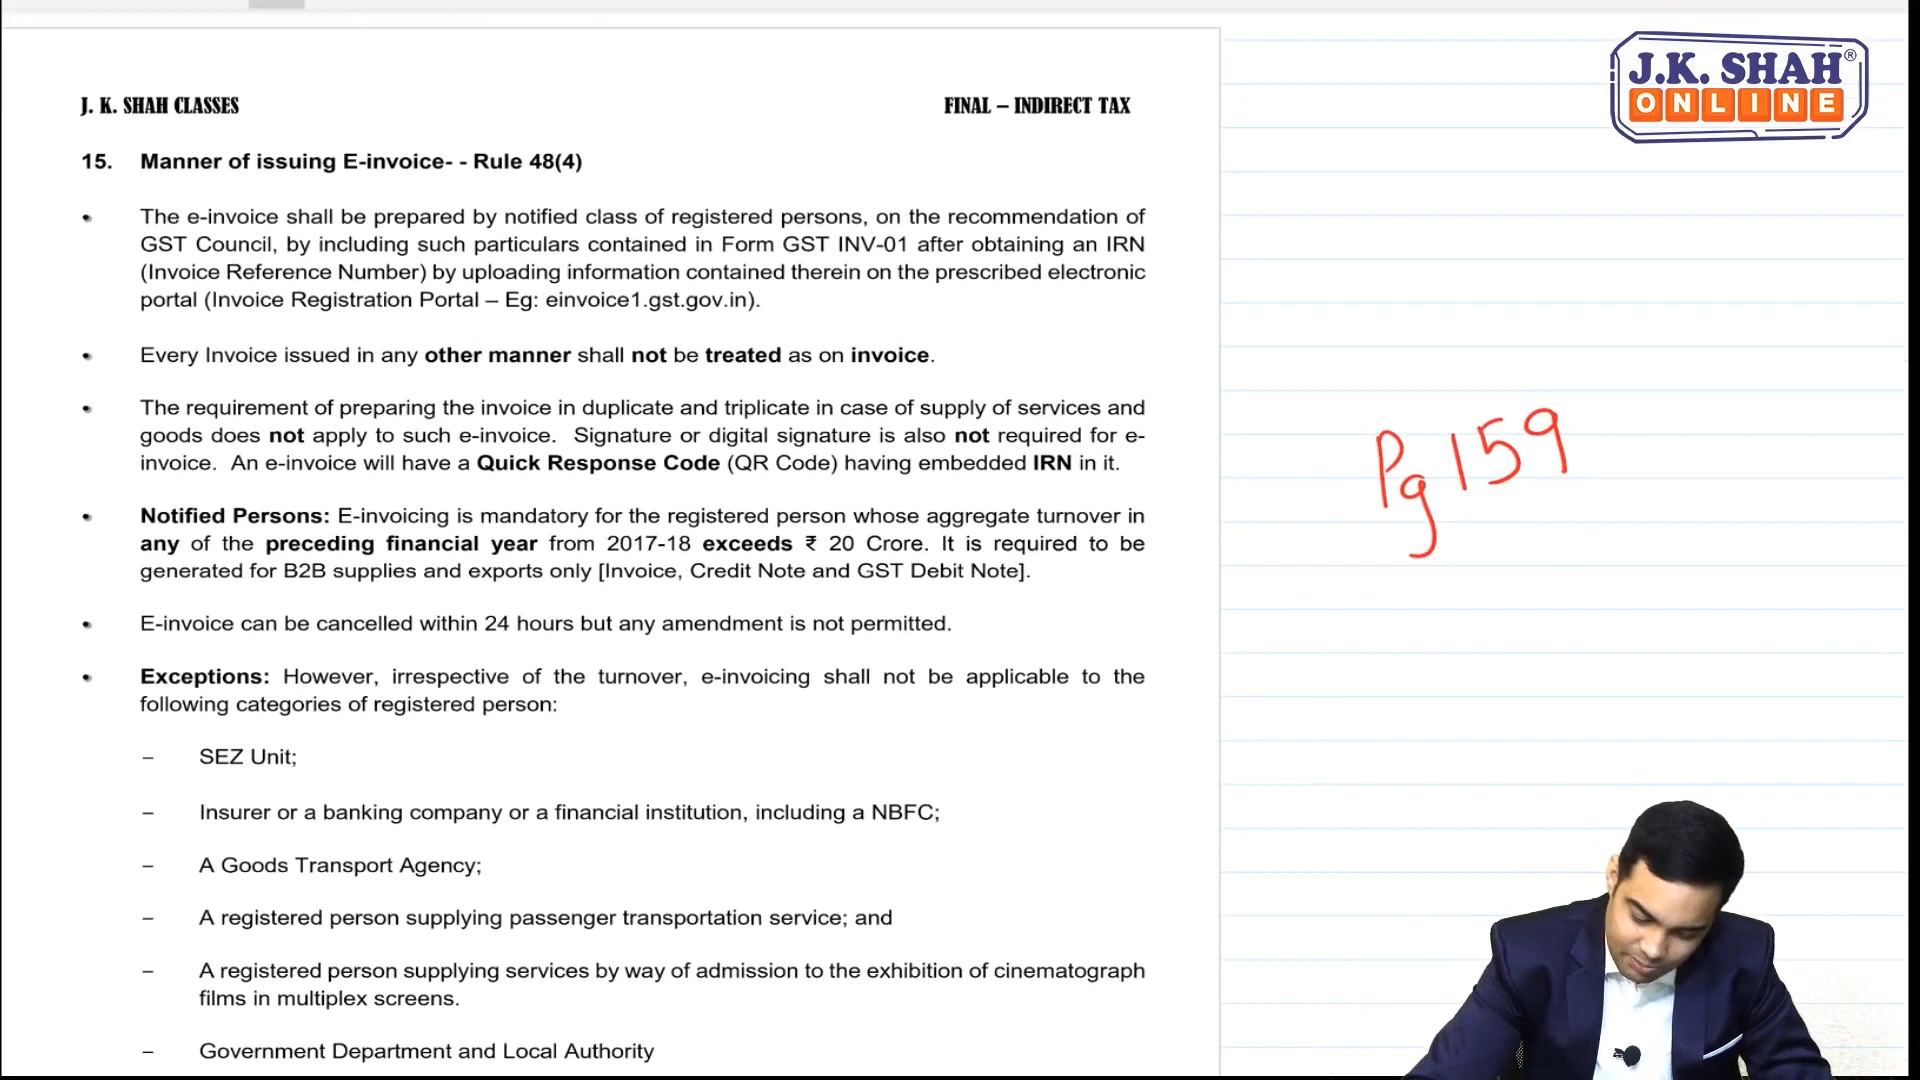 J.K. SHAH®
ONLINE
J. K. SHAH CLASSES
FINAL – INDIRECT TAX
15. Manner of issuing E-invoice- - Rule 48(4)
• The e-invoice shall be prepared by notified class of registered persons, on the recommendation of
GST Council, by including such particulars contained in Form GST INV-01 after obtaining an IRN
(Invoice Reference Number) by uploading information contained therein on the prescribed electronic
portal (Invoice Registration Portal – Eg: einvoice1.gst.gov.in).
• Every Invoice issued in any other manner shall not be treated as on invoice.
• The requirement of preparing the invoice in duplicate and triplicate in case of supply of services and
goods does not apply to such e-invoice. Signature or digital signature is also not required for e-
invoice. An e-invoice will have a Quick Response Code (QR Code) having embedded IRN in it.
• Notified Persons: E-invoicing is mandatory for the registered person whose aggregate turnover in
any of the preceding financial year from 2017-18 exceeds ₹ 20 Crore. It is required to be
generated for B2B supplies and exports only [Invoice, Credit Note and GST Debit Note].
• E-invoice can be cancelled within 24 hours but any amendment is not permitted.
• Exceptions: However, irrespective of the turnover, e-invoicing shall not be applicable to the
following categories of registered person:
– SEZ Unit;
– Insurer or a banking company or a financial institution, including a NBFC;
– A Goods Transport Agency;
– A registered person supplying passenger transportation service; and
– A registered person supplying services by way of admission to the exhibition of cinematograph
films in multiplex screens.
– Government Department and Local Authority
Pg 159